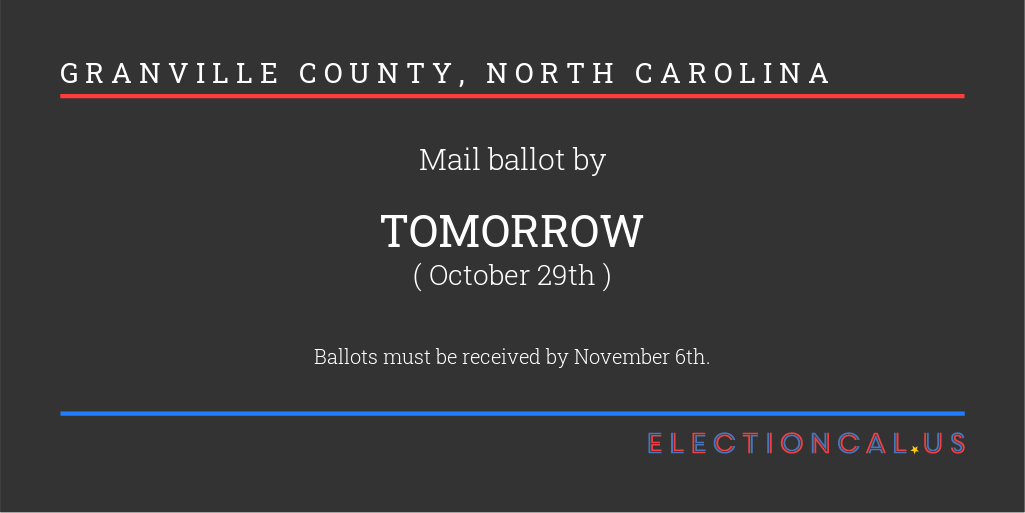 GRANVILLE COUNTY, NORTH CAROLINA
Mail ballot by
TOMORROW
( October 29th )
Ballots must be received by November 6th.
ELECTIONCAL.US